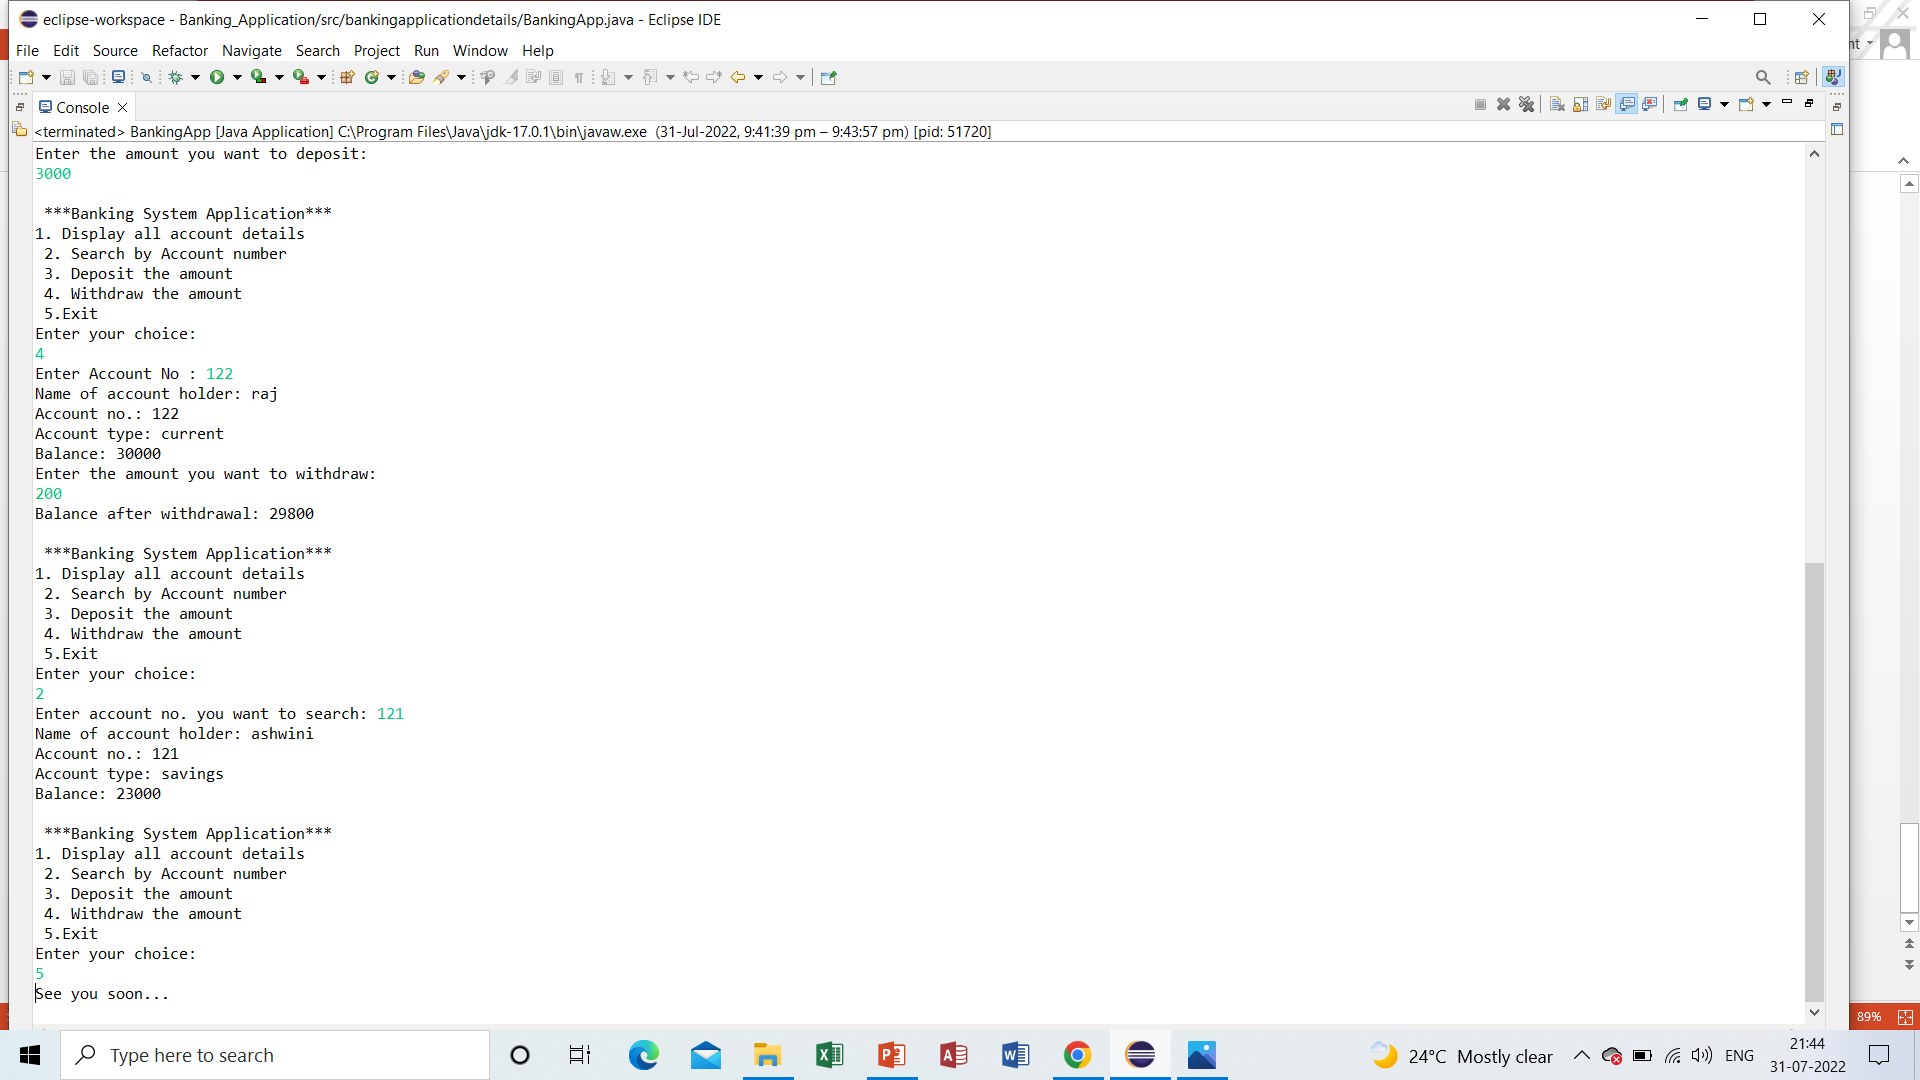 eclipse-workspace - Banking_Application/src/bankingapplicationdetails/BankingApp.java - Eclipse IDE
File Edit Source Refactor Navigate Search Project Run Window Help
nt
Console
<terminated> BankingApp [Java Application] C:\Program Files\Java\jdk-17.0.1\bin\javaw.exe (31-Jul-2022, 9:41:39 pm – 9:43:57 pm) [pid: 51720]
Enter the amount you want to deposit:
3000
***Banking System Application***
1. Display all account details
2. Search by Account number
3. Deposit the amount
4. Withdraw the amount
5.Exit
Enter your choice:
4
Enter Account No : 122
Name of account holder: raj
Account no.: 122
Account type: current
Balance: 30000
Enter the amount you want to withdraw:
200
Balance after withdrawal: 29800
***Banking System Application***
1. Display all account details
2. Search by Account number
3. Deposit the amount
4. Withdraw the amount
5.Exit
Enter your choice:
2
Enter account no. you want to search: 121
Name of account holder: ashwini
Account no.: 121
Account type: savings
Balance: 23000
***Banking System Application***
1. Display all account details
2. Search by Account number
3. Deposit the amount
4. Withdraw the amount
5.Exit
Enter your choice:
5
See you soon...
89%
Type here to search
24°C Mostly clear
ENG
21:44
31-07-2022